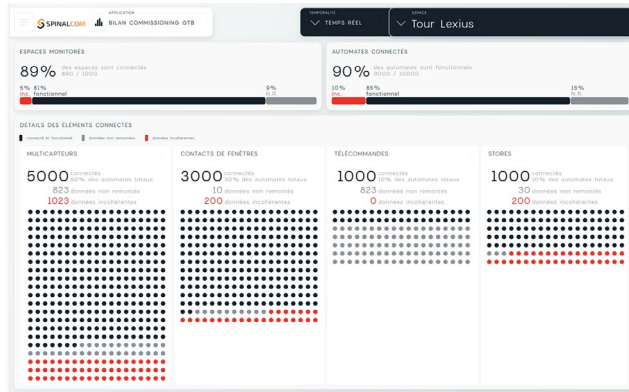 APPLICATION
SPINALCOM
BILAN COMMISSIONING GTB
TEMPORALITÉ
TEMPS RÉEL
ESPACE
Tour Lexius
ESPACES MONITORÉS
89% des espaces sont connectés
890 / 1000
5% 81% 9%
inc. fonctionnel N.R.
AUTOMATES CONNECTÉS
90% des automates sont fonctionnels
9000 / 10000
10% 86% 15%
inc. fonctionnel N.R.
DÉTAILS DES ÉLEMENTS CONNECTÉS
connecté et fonctionnel données non remontées données incohérentes
MULTICAPTEURS
5000 connectés
50% des automates totaux
823 données non remontés
1023 données incohérentes
CONTACTS DE FENÊTRES
3000 connectés
30% des automates totaux
10 données non remontés
200 données incohérentes
TÉLÉCOMMANDES
1000 connectés
10% des automates totaux
823 données non remontés
0 données incohérentes
STORES
1000 connectés
10% des automates totaux
30 données non remontés
200 données incohérentes